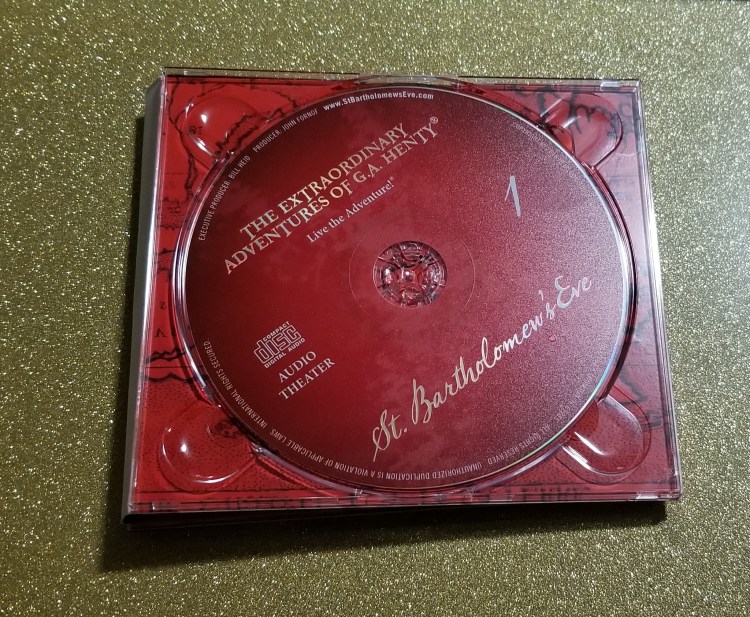 EXECUTIVE PRODUCER: BILL HEID PRODUCER: JOHN FORNOF www.StBartholomewsEve.com
THE EXTRAORDINARY
ADVENTURES OF G.A. HENTY®
Live the Adventure!®
1
COMPACT
disc
DIGITAL AUDIO
AUDIO
THEATER
St. Bartholomew's Eve
INTERNATIONAL RIGHTS SECURED. UNAUTHORIZED DUPLICATION IS A VIOLATION OF APPLICABLE LAWS. ALL RIGHTS RESERVED